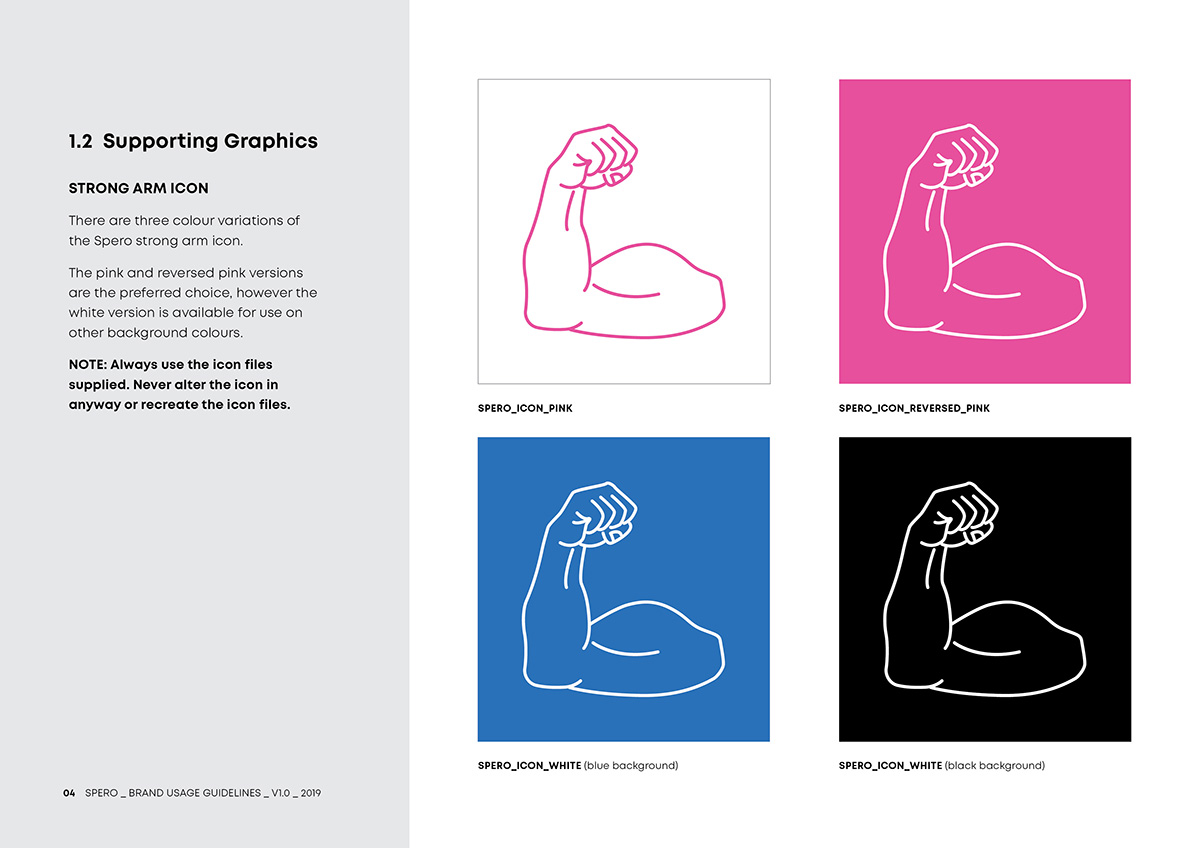 1.2 Supporting Graphics
STRONG ARM ICON
There are three colour variations of
the Spero strong arm icon.
The pink and reversed pink versions
are the preferred choice, however the
white version is available for use on
other background colours.
NOTE: Always use the icon files
supplied. Never alter the icon in
anyway or recreate the icon files.
04 SPERO _ BRAND USAGE GUIDELINES _ V1.0 _ 2019
SPERO_ICON_PINK
SPERO_ICON_REVERSED_PINK
SPERO_ICON_WHITE (blue background)
SPERO_ICON_WHITE (black background)